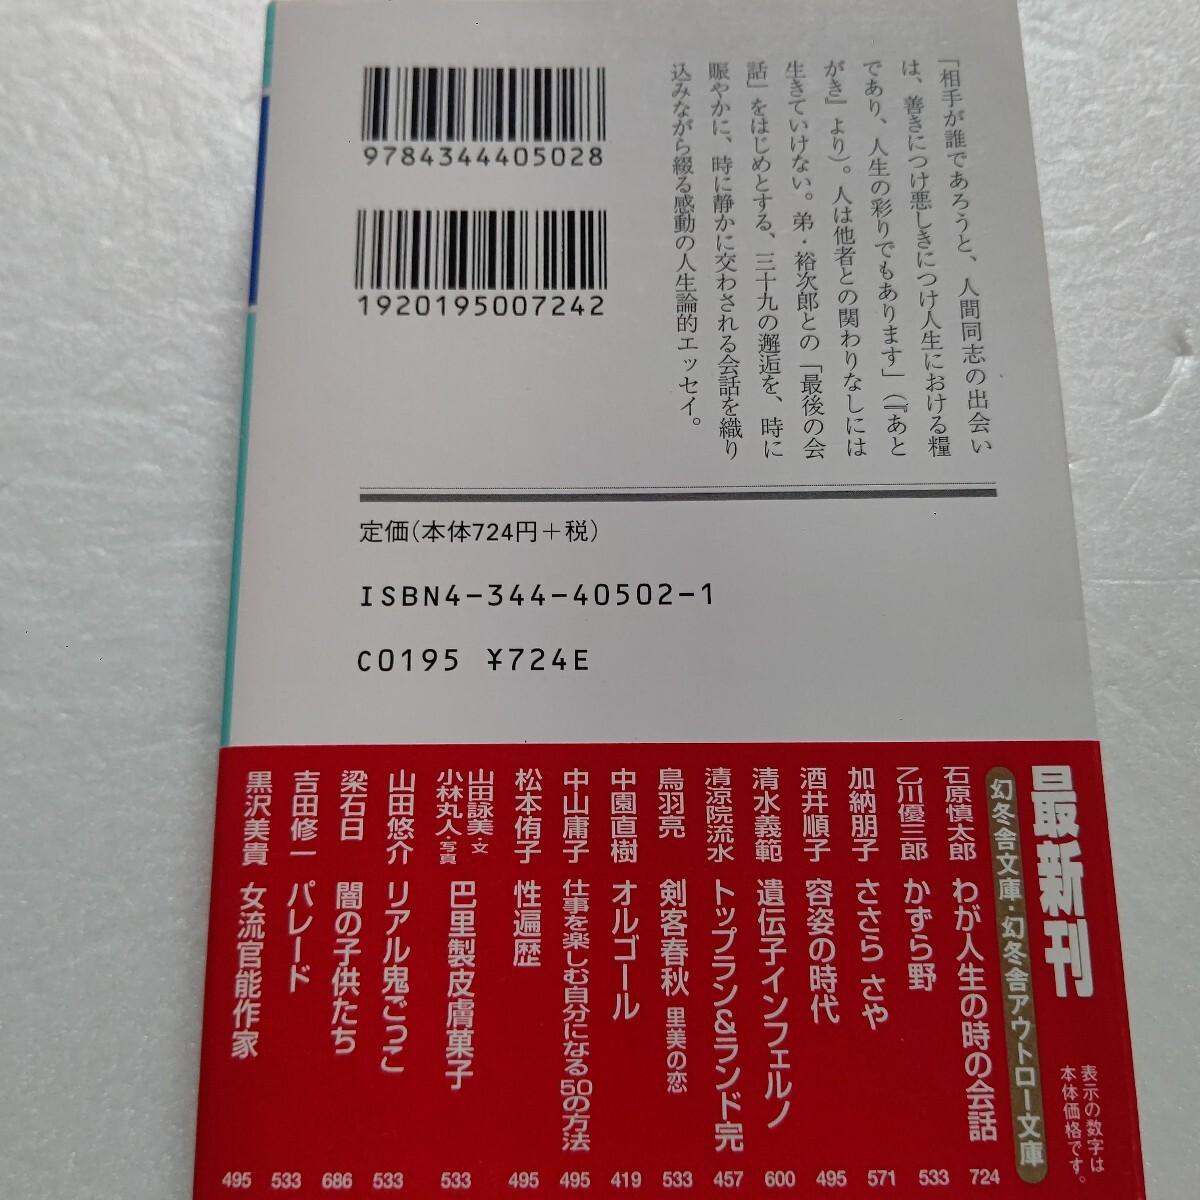 「相手が誰であろうと、人間同志の出会い
は、善きにつけ悪しきにつけ人生における糧
であり、人生の彩りでもあります」(『あと
がき』より)。人は他者との関わりなしには
生きていけない。弟・裕次郎との「最後の会
話」をはじめとする、三十九の邂逅を、時に
賑やかに、時に静かに交わされる会話を織り
込みながら綴る感動の人生論的エッセイ。
9784344405028
1920195007242
定価(本体724円+税)
ISBN4-344-40502-1
C0195 ¥724E
最新刊
表示の数字は
本体価格です。
幻冬舎文庫・幻冬舎アウトロー文庫
石原慎太郎 わが人生の時の会話 724
乙川優三郎 かずら野 533
加納朋子 ささら さや 571
酒井順子 容姿の時代 495
清水義範 遺伝子インフェルノ 600
清涼院流水 トップラン&ランド完 457
鳥羽亮 剣客春秋 里美の恋 533
中園直樹 オルゴール 419
中山庸子 仕事を楽しむ自分になる50の方法 495
松本侑子 性遍歴 495
山田詠美・文
小林丸人・写真 巴里製皮膚菓子 533
山田悠介 リアル鬼ごっこ 533
梁石日 闇の子供たち 686
吉田修一 パレード 533
黒沢美貴 女流官能作家 495